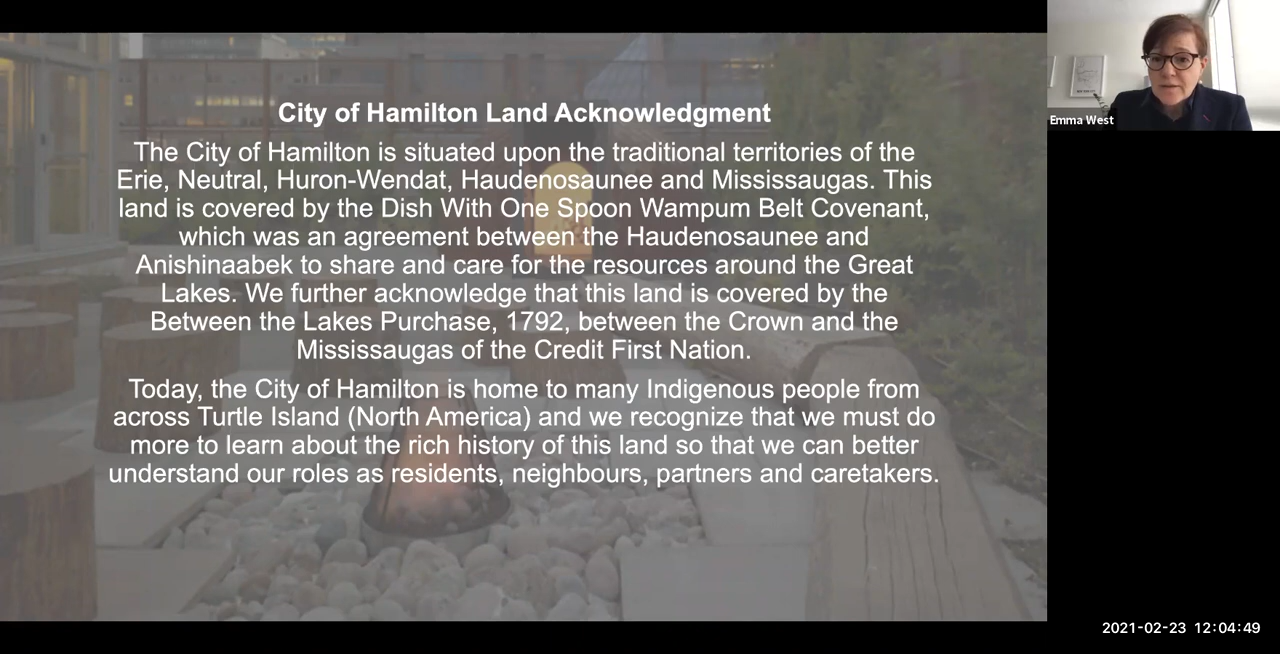 City of Hamilton Land Acknowledgment
The City of Hamilton is situated upon the traditional territories of the
Erie, Neutral, Huron-Wendat, Haudenosaunee and Mississaugas. This
land is covered by the Dish With One Spoon Wampum Belt Covenant,
which was an agreement between the Haudenosaunee and
Anishinaabek to share and care for the resources around the Great
Lakes. We further acknowledge that this land is covered by the
Between the Lakes Purchase, 1792, between the Crown and the
Mississaugas of the Credit First Nation.
Today, the City of Hamilton is home to many Indigenous people from
across Turtle Island (North America) and we recognize that we must do
more to learn about the rich history of this land so that we can better
understand our roles as residents, neighbours, partners and caretakers.
Emma West
2021-02-23 12:04:49